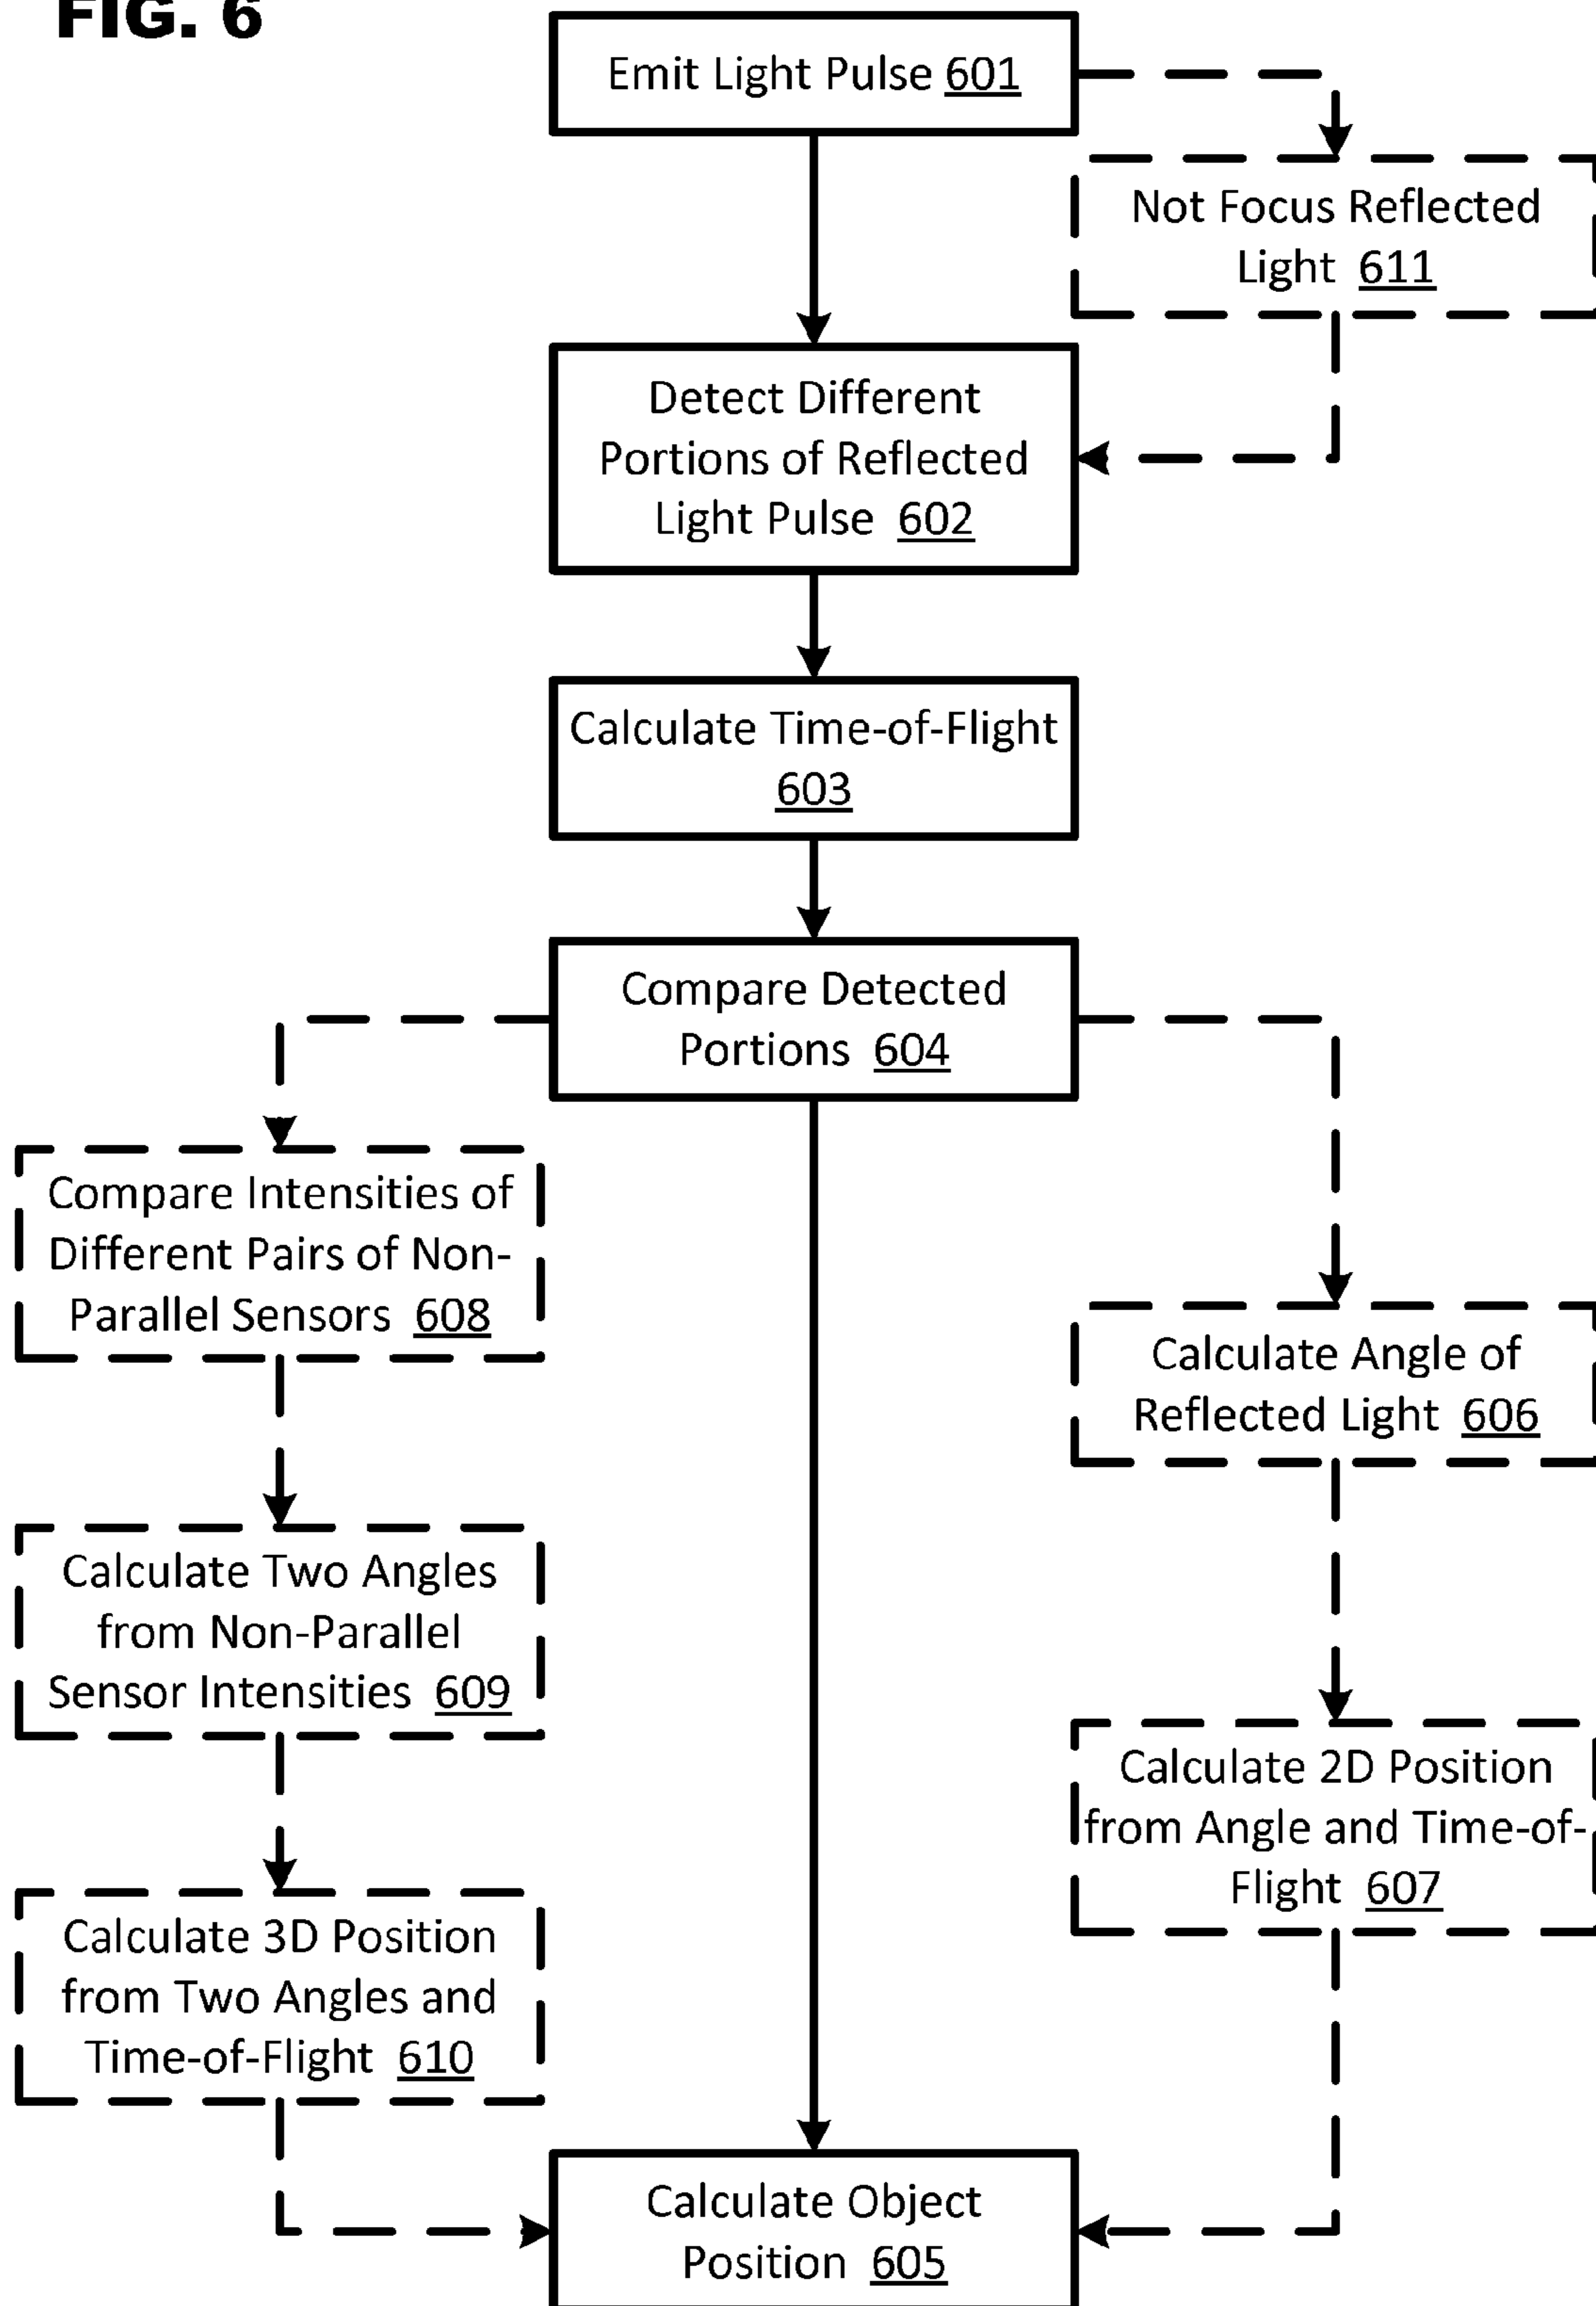 FIG. 6
Emit Light Pulse 601
Not Focus Reflected
Light 611
Detect Different
Portions of Reflected
Light Pulse 602
Calculate Time-of-Flight
603
Compare Detected
Portions 604
Compare Intensities of
Different Pairs of Non-
Parallel Sensors 608
Calculate Angle of
Reflected Light 606
Calculate Two Angles
from Non-Parallel
Sensor Intensities 609
Calculate 2D Position
from Angle and Time-of-
Flight 607
Calculate 3D Position
from Two Angles and
Time-of-Flight 610
Calculate Object
Position 605